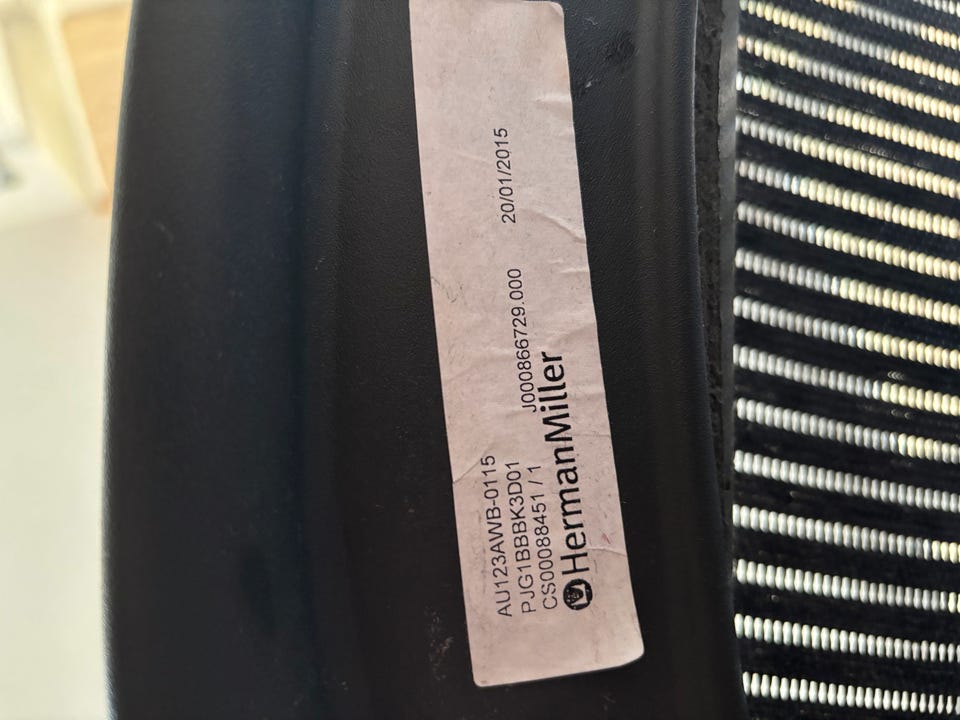 AU123AWB-0115 20/01/2015
PJG1BBBK3D01 J000866729.000
CS00088451 / 1
HermanMiller